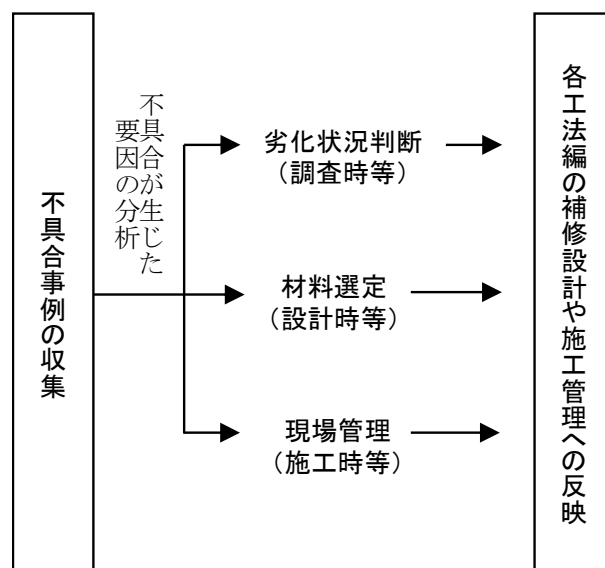 不具合事例の収集
不具合が生じた
要因の分析
劣化状況判断
（調査時等）
材料選定
（設計時等）
現場管理
（施工時等）
各工法編の補修設計や施工管理への反映